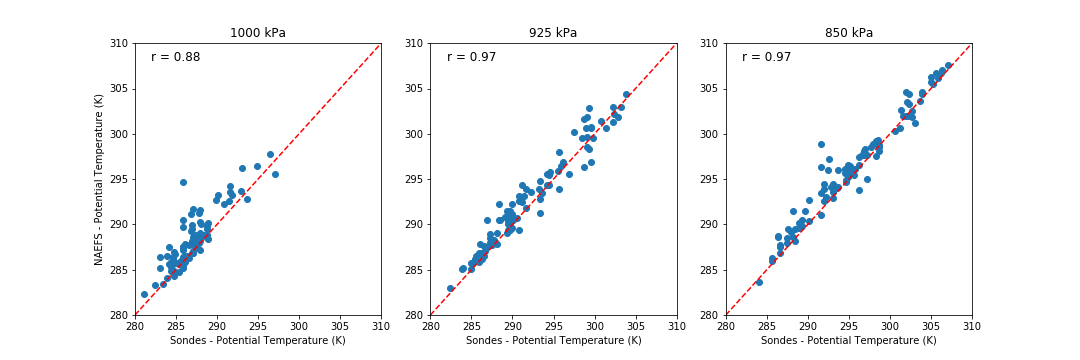 1000 kPa
925 kPa
850 kPa
r = 0.88
r = 0.97
r = 0.97
NAEFS - Potential Temperature (K)
310
305
300
295
290
285
280
280 285 290 295 300 305 310
Sondes - Potential Temperature (K)
310
305
300
295
290
285
280
280 285 290 295 300 305 310
Sondes - Potential Temperature (K)
310
305
300
295
290
285
280
280 285 290 295 300 305 310
Sondes - Potential Temperature (K)